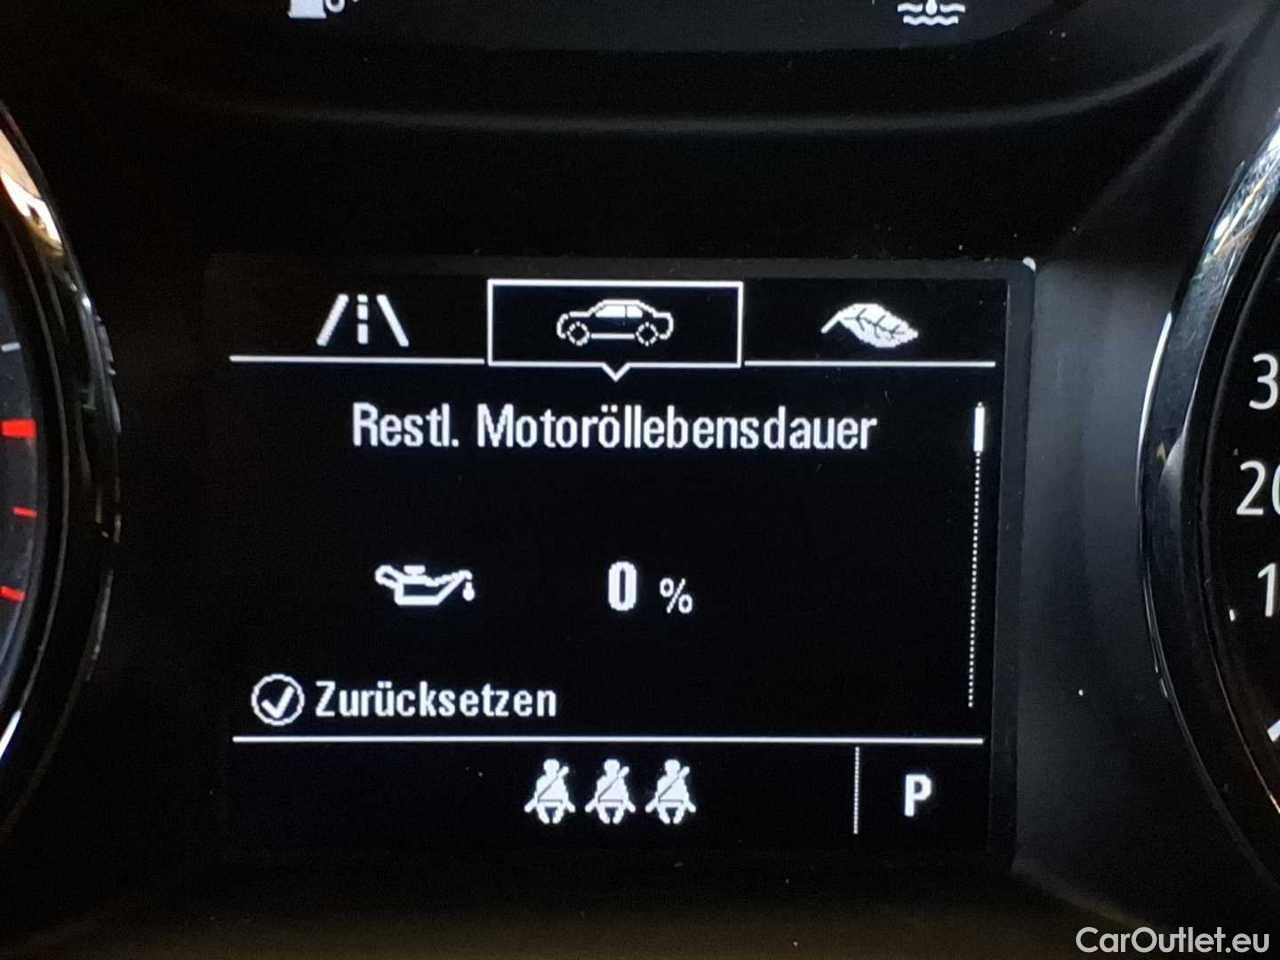 Restl. Motoröllebensdauer
0 %
Zurücksetzen
P
CarOutlet.eu